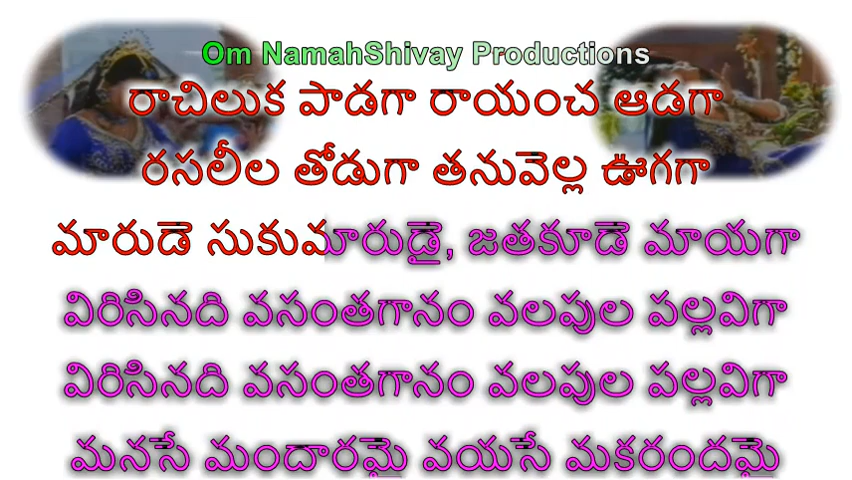 Om NamahShivay Productions
రాచిలుక పాడగా రాయంచ ఆడగా
రసలీల తోడుగా తనువెల్ల ఊగగా
మారుడె సుకుమారుడై, జతకూడె మాయగా
విరిసినది వసంతగానం వలపుల పల్లవిగా
విరిసినది వసంతగానం వలపుల పల్లవిగా
మనసే మందారమై వయసే మకరందమై